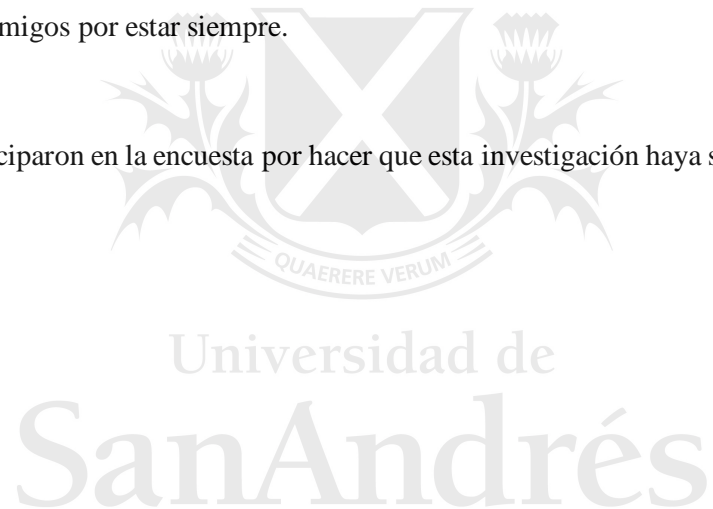 migos por estar siempre.
ciparon en la encuesta por hacer que esta investigación haya s
QUAERERE VERUM
Universidad de
SanAndrés